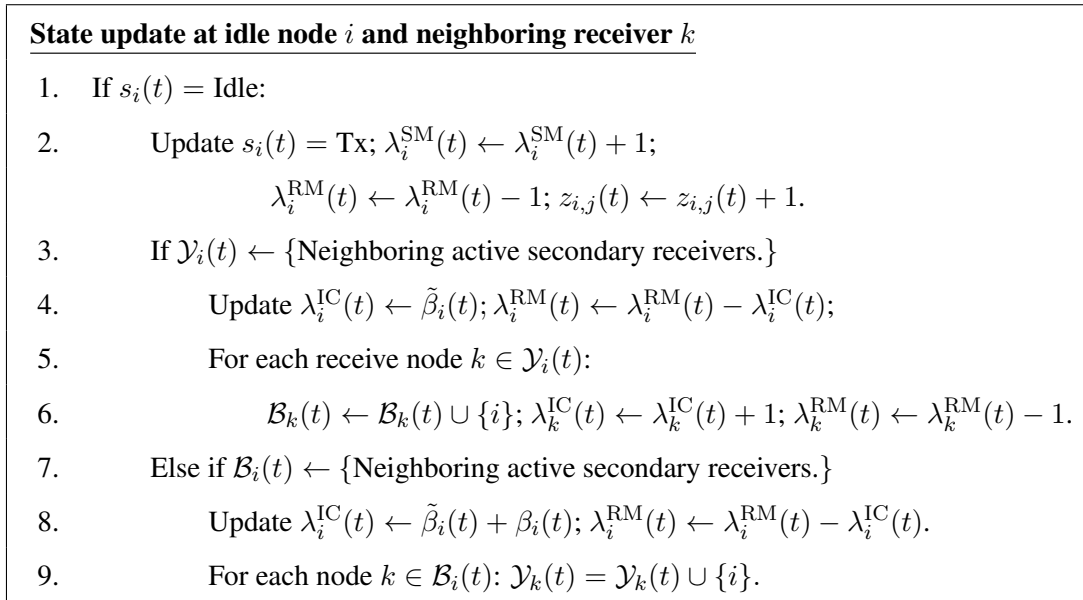 State update at idle node i and neighboring receiver k
1. If s_i(t) = Idle:
2. Update s_i(t) = Tx; λ_i^SM(t) ← λ_i^SM(t) + 1;
λ_i^RM(t) ← λ_i^RM(t) − 1; z_{i,j}(t) ← z_{i,j}(t) + 1.
3. If 𝒴_i(t) ← {Neighboring active secondary receivers.}
4. Update λ_i^IC(t) ← β̃_i(t); λ_i^RM(t) ← λ_i^RM(t) − λ_i^IC(t);
5. For each receive node k ∈ 𝒴_i(t):
6. ℬ_k(t) ← ℬ_k(t) ∪ {i}; λ_k^IC(t) ← λ_k^IC(t) + 1; λ_k^RM(t) ← λ_k^RM(t) − 1.
7. Else if ℬ_i(t) ← {Neighboring active secondary receivers.}
8. Update λ_i^IC(t) ← β̃_i(t) + β_i(t); λ_i^RM(t) ← λ_i^RM(t) − λ_i^IC(t).
9. For each node k ∈ ℬ_i(t): 𝒴_k(t) = 𝒴_k(t) ∪ {i}.